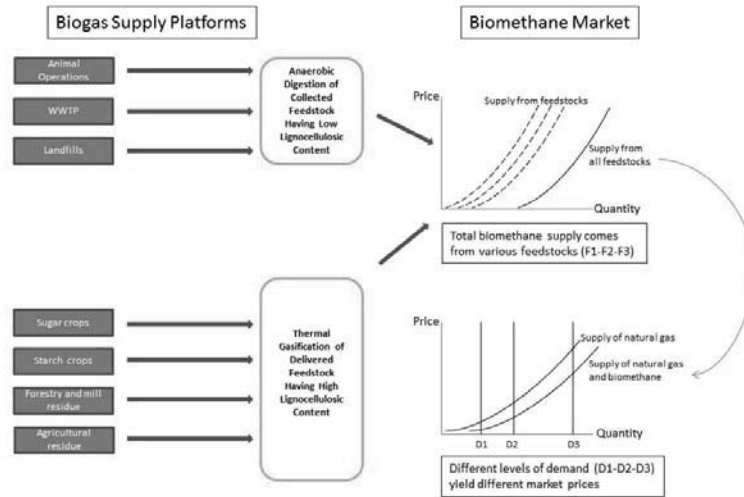 Biogas Supply Platforms
Animal
Operations
WWTP
Landfills
Anaerobic
Digestion of
Collected
Feedstock
Having Low
Lignocellulosic
Content
Sugar crops
Starch crops
Forestry and mill
residue
Agricultural
residue
Thermal
Gasification of
Delivered
Feedstock
Having High
Lignocellulosic
Content
Biomethane Market
Price
Supply from feedstocks
Supply from
all feedstocks
Quantity
Total biomethane supply comes
from various feedstocks (F1-F2-F3)
Price
Supply of natural gas
Supply of natural gas
and biomethane
Quantity
D1 D2 D3
Different levels of demand (D1-D2-D3)
yield different market prices